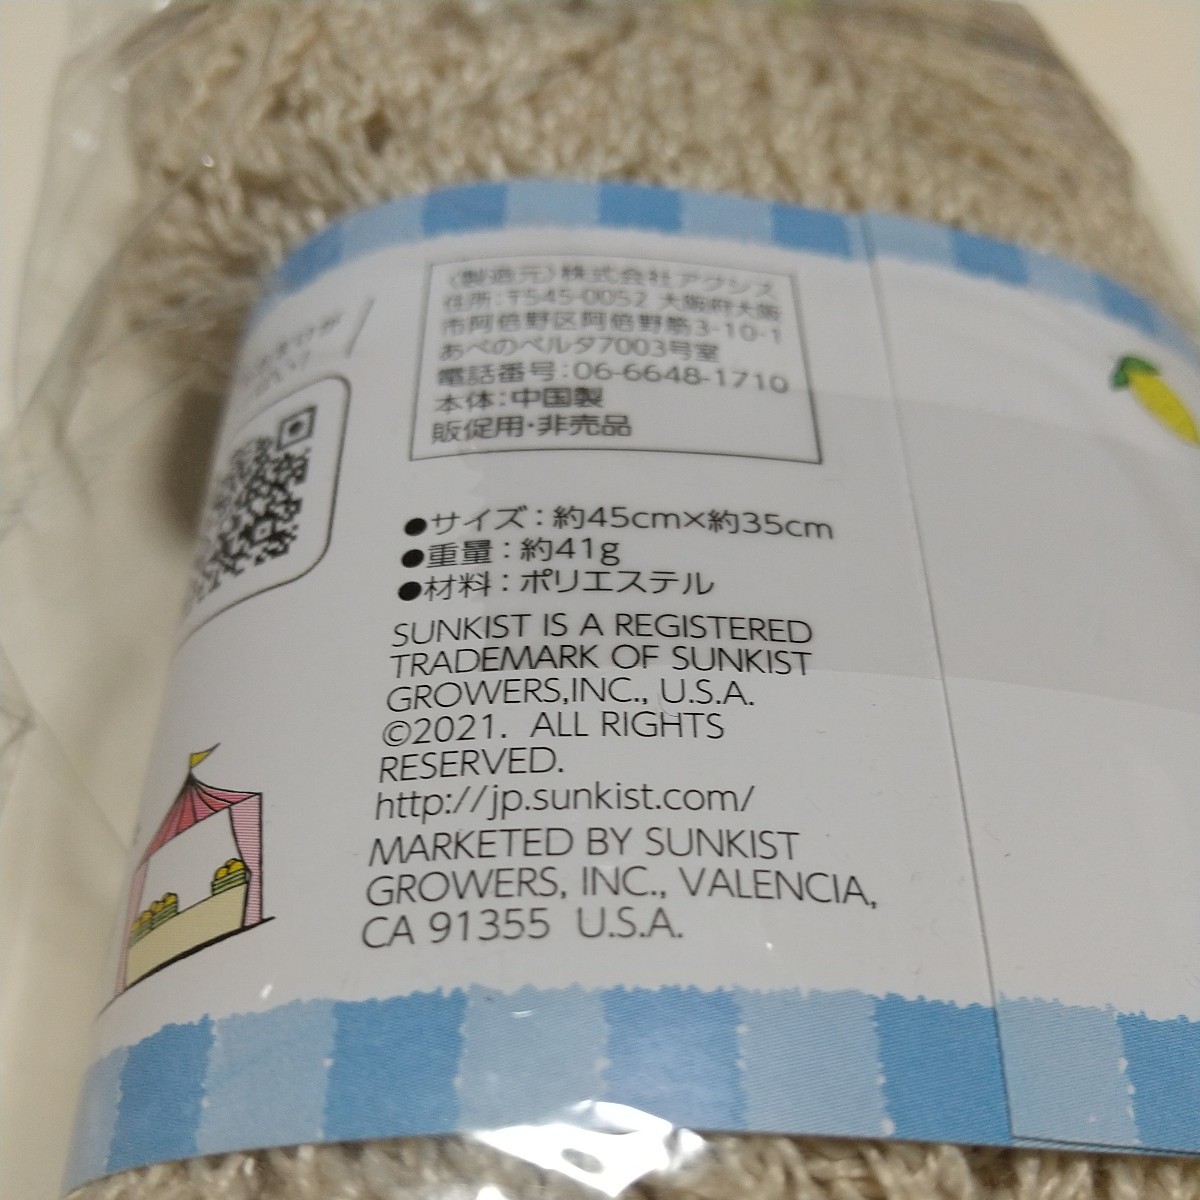 〈製造元〉株式会社アクシズ
住所:〒545-0052 大阪府大阪
市阿倍野区阿倍野筋3-10-1
あべのベルタ7003号室
電話番号:06-6648-1710
本体:中国製
販促用・非売品
●サイズ:約45cm×約35cm
●重量:約41g
●材料:ポリエステル
SUNKIST IS A REGISTERED
TRADEMARK OF SUNKIST
GROWERS,INC., U.S.A.
©2021. ALL RIGHTS
RESERVED.
http://jp.sunkist.com/
MARKETED BY SUNKIST
GROWERS, INC., VALENCIA,
CA 91355 U.S.A.